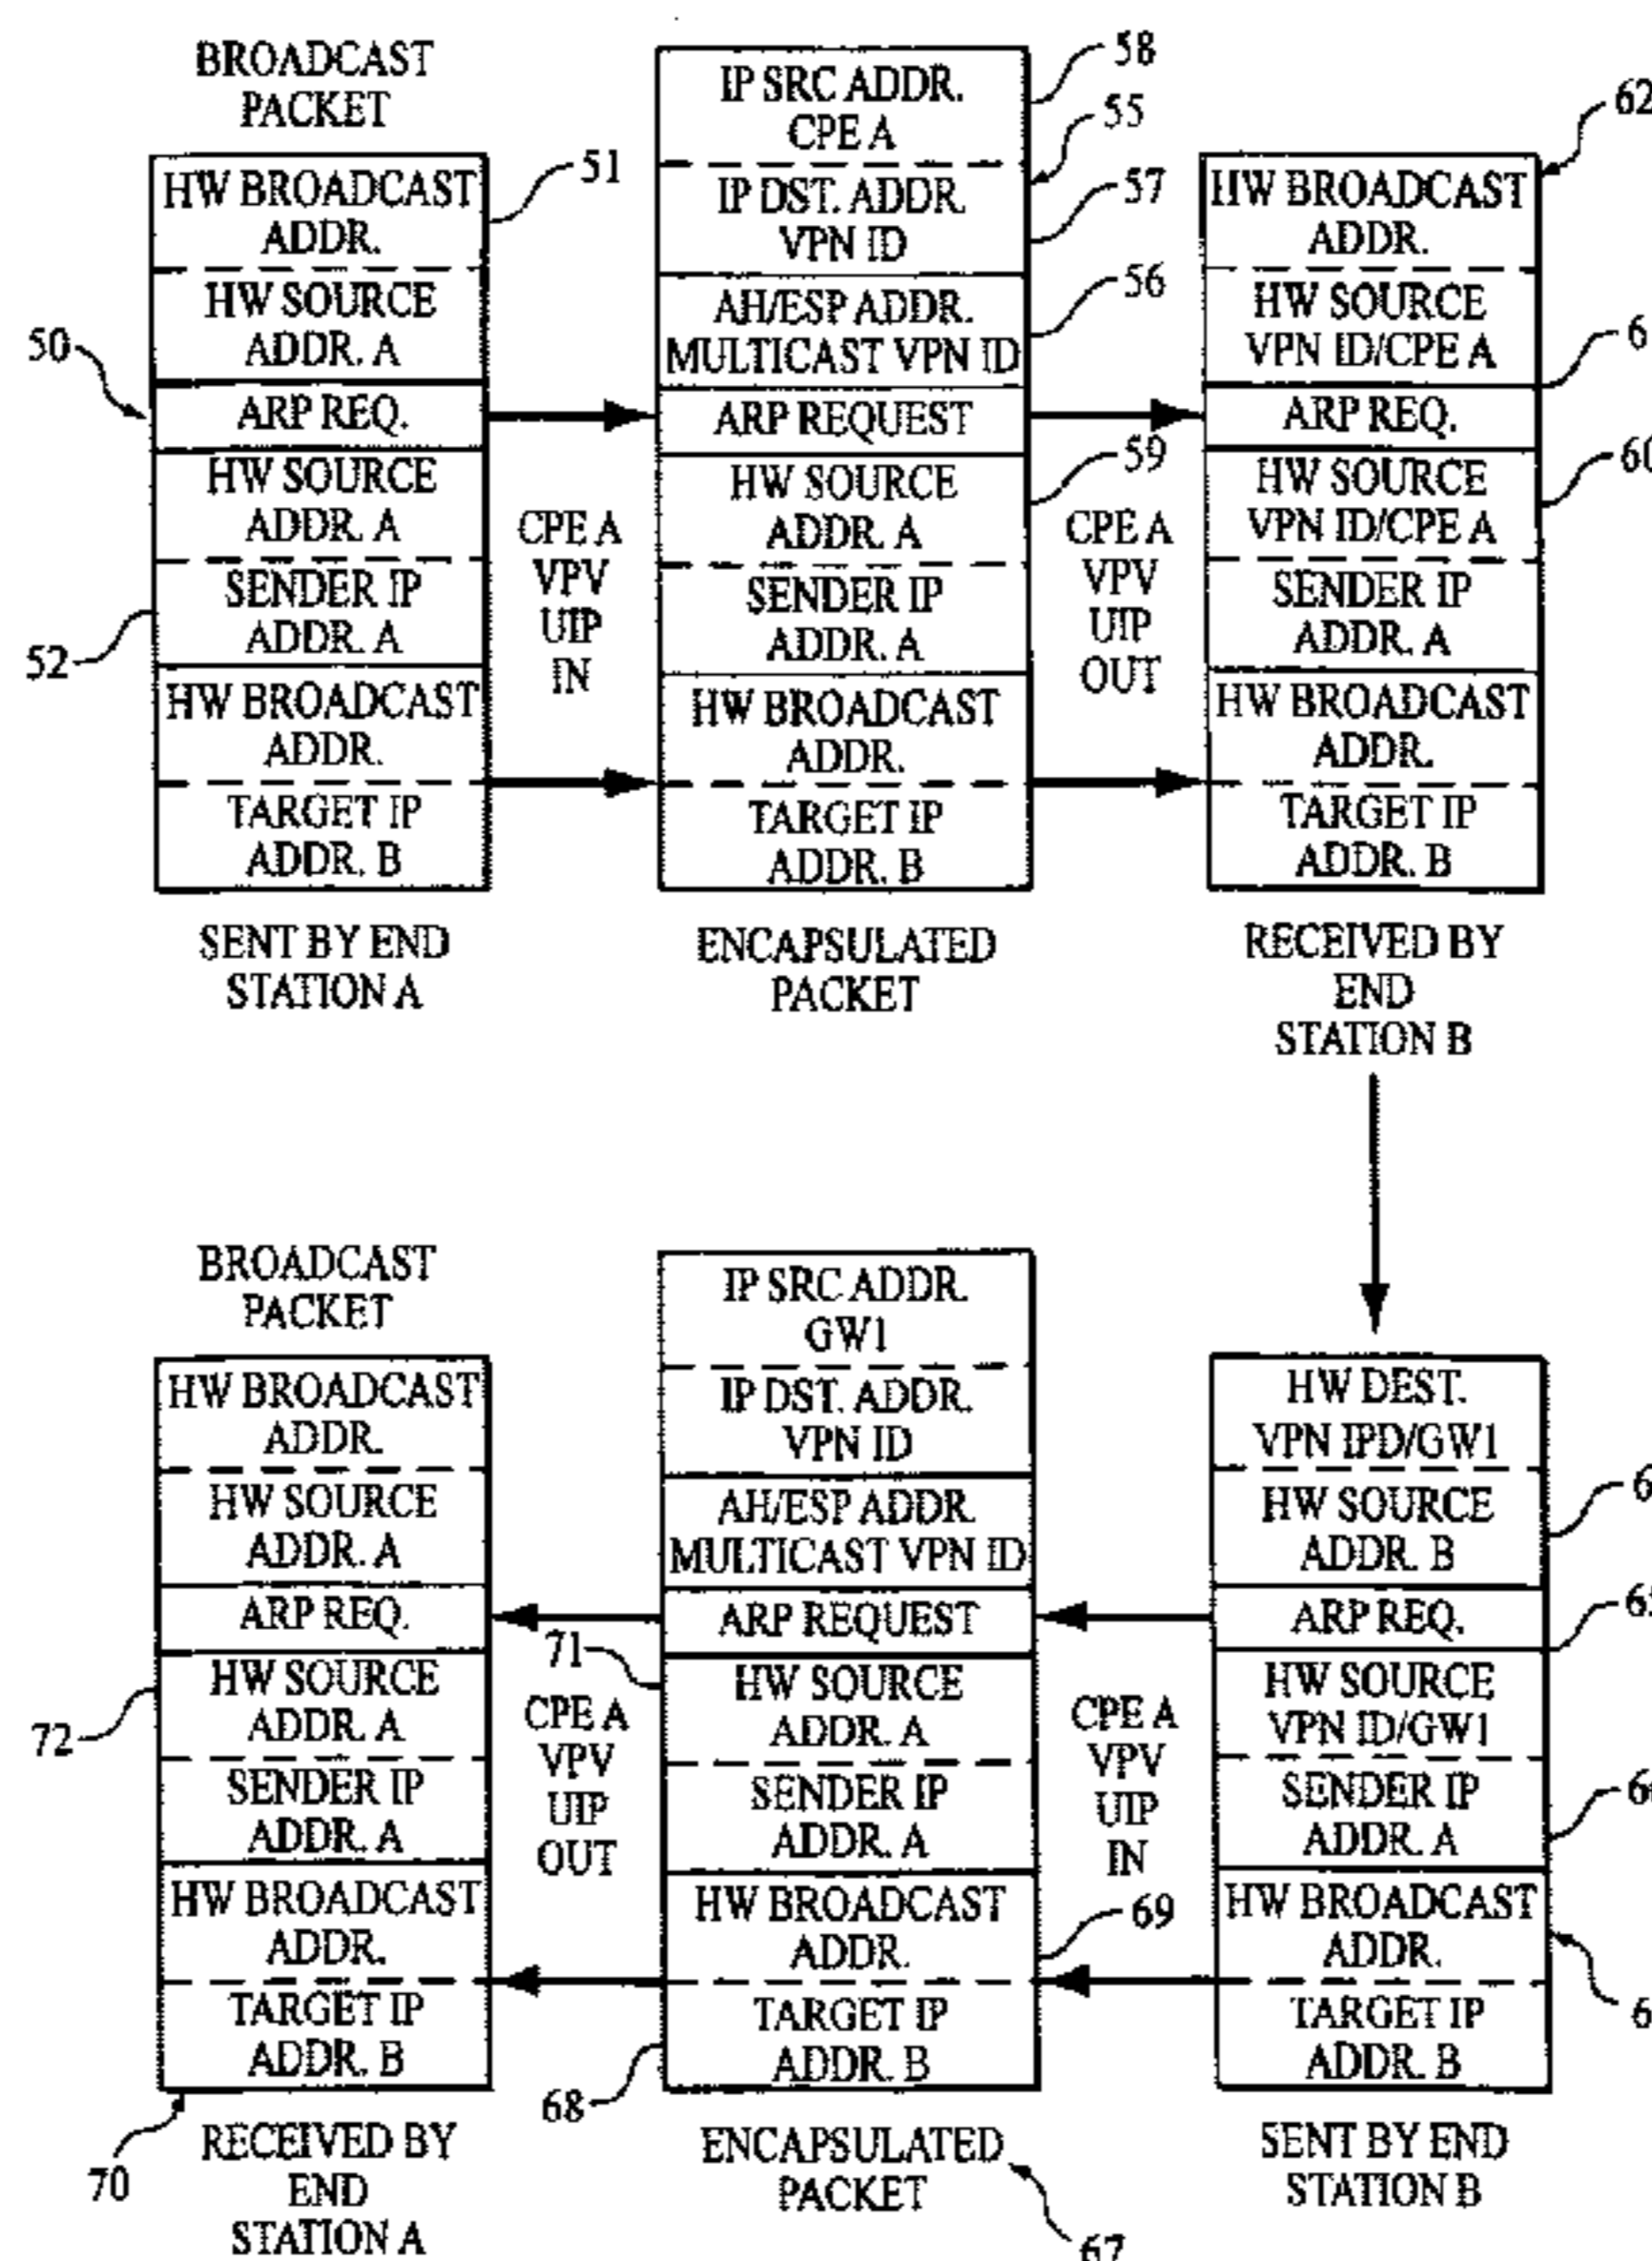 BROADCAST
PACKET
HW BROADCAST
ADDR.
HW SOURCE
ADDR. A
ARP REQ.
HW SOURCE
ADDR. A
SENDER IP
ADDR. A
HW BROADCAST
ADDR.
TARGET IP
ADDR. B
SENT BY END
STATION A
50
51
52
CPE A
VPV
UIP
IN
IP SRC ADDR.
CPE A
IP DST. ADDR.
VPN ID
AH/ESP ADDR.
MULTICAST VPN ID
ARP REQUEST
HW SOURCE
ADDR. A
SENDER IP
ADDR. A
HW BROADCAST
ADDR.
TARGET IP
ADDR. B
ENCAPSULATED
PACKET
58
55
57
56
59
CPE A
VPV
UIP
OUT
HW BROADCAST
ADDR.
HW SOURCE
VPN ID/CPE A
ARP REQ.
HW SOURCE
VPN ID/CPE A
SENDER IP
ADDR. A
HW BROADCAST
ADDR.
TARGET IP
ADDR. B
RECEIVED BY
END
STATION B
62
6
60
BROADCAST
PACKET
HW BROADCAST
ADDR.
HW SOURCE
ADDR. A
ARP REQ.
HW SOURCE
ADDR. A
SENDER IP
ADDR. A
HW BROADCAST
ADDR.
TARGET IP
ADDR. B
RECEIVED BY
END
STATION A
72
70
71
CPE A
VPV
UIP
OUT
68
IP SRC ADDR.
GW1
IP DST. ADDR.
VPN ID
AH/ESP ADDR.
MULTICAST VPN ID
ARP REQUEST
HW SOURCE
ADDR. A
SENDER IP
ADDR. A
HW BROADCAST
ADDR.
TARGET IP
ADDR. B
ENCAPSULATED
PACKET
67
CPE A
VPV
UIP
IN
69
HW DEST.
VPN IPD/GW1
HW SOURCE
ADDR. B
ARP REQ.
HW SOURCE
VPN ID/GW1
SENDER IP
ADDR. A
HW BROADCAST
ADDR.
TARGET IP
ADDR. B
SENT BY END
STATION B
6
6